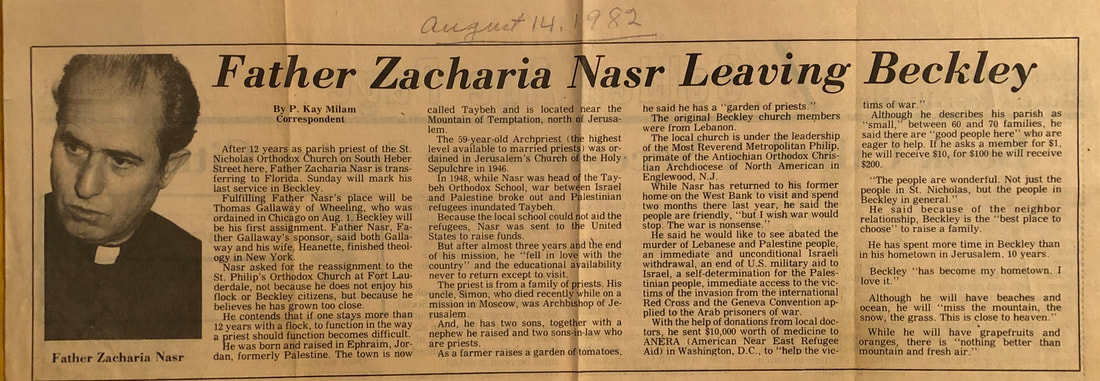 August 14, 1982
Father Zacharia Nasr Leaving Beckley
By P. Kay Milam
Correspondent
After 12 years as parish priest of the St.
Nicholas Orthodox Church on South Heber
Street here, Father Zacharia Nasr is trans-
ferring to Florida. Sunday will mark his
last service in Beckley.
Fulfilling Father Nasr's place will be
Thomas Gallaway of Wheeling, who was
ordained in Chicago on Aug. 1. Beckley will
be his first assignment. Father Nasr, Fa-
ther Gallaway's sponsor, said both Galla-
way and his wife, Heanette, finished theol-
ogy in New York.
Nasr asked for the reassignment to the
St. Philip's Orthodox Church at Fort Lau-
derdale, not because he does not enjoy his
flock or Beckley citizens, but because he
believes he has grown too close.
He contends that if one stays more than
12 years with a flock, to function in the way
a priest should function becomes difficult.
He was born and raised in Ephraim, Jor-
dan, formerly Palestine. The town is now
called Taybeh and is located near the
Mountain of Temptation, north of Jerusa-
lem.
The 59-year-old Archpriest (the highest
level available to married priests) was or-
dained in Jerusalem's Church of the Holy
Sepulchre in 1946.
In 1948, while Nasr was head of the Tay-
beh Orthodox School, war between Israel
and Palestine broke out and Palestinian
refugees inundated Taybeh.
Because the local school could not aid the
refugees, Nasr was sent to the United
States to raise funds.
But after almost three years and the end
of his mission, he "fell in love with the
country" and the educational availability
never to return except to visit.
The priest is from a family of priests. His
uncle, Simon, who died recently while on a
mission in Moscow, was Archbishop of Je-
rusalem.
And, he has two sons, together with a
nephew he raised and two sons-in-law who
are priests.
As a farmer raises a garden of tomatoes,
he said he has a "garden of priests."
The original Beckley church members
were from Lebanon.
The local church is under the leadership
of the Most Reverend Metropolitan Philip,
primate of the Antiochian Orthodox Chris-
tian Archdiocese of North American in
Englewood, N.J.
While Nasr has returned to his former
home on the West Bank to visit and spend
two months there last year, he said the
people are friendly, "but I wish war would
stop. The war is nonsense."
He said he would like to see abated the
murder of Lebanese and Palestine people,
an immediate and unconditional Israeli
withdrawal, an end of U.S. military aid to
Israel, a self-determination for the Pales-
tinian people, immediate access to the vic-
tims of the invasion from the international
Red Cross and the Geneva Convention ap-
plied to the Arab prisoners of war.
With the help of donations from local doc-
tors, he sent $10,000 worth of medicine to
ANERA (American Near East Refugee
Aid) in Washington, D.C., to "help the vic-
tims of war."
Although he describes his parish as
"small," between 60 and 70 families, he
said there are "good people here" who are
eager to help. If he asks a member for $1,
he will receive $10, for $100 he will receive
$200.
"The people are wonderful. Not just the
people in St. Nicholas, but the people in
Beckley in general."
He said because of the neighbor
relationship, Beckley is the "best place to
choose" to raise a family.
He has spent more time in Beckley than
in his hometown in Jerusalem. 10 years.
Beckley "has become my hometown. I
love it."
Although he will have beaches and
ocean, he will "miss the mountain, the
snow, the grass. This is close to heaven."
While he will have grapefruits and
oranges, there is "nothing better than
mountain and fresh air."
Father Zacharia Nasr